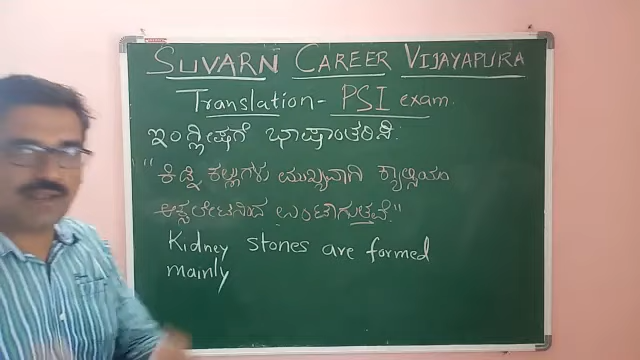 SUVARN CAREER VIJAYAPURA
Translation- PSI exam.
ಇಂಗ್ಲೀಷಗೆ ಭಾಷಾಂತರಿಸಿ:
"ಕಿಡ್ನಿ ಕಲ್ಲುಗಳು ಮುಖ್ಯವಾಗಿ ಕ್ಯಾಲ್ಸಿಯಂ
ಆಕ್ಸಲೇಟನಿಂದ ಉಂಟಾಗುತ್ತವೆ."
Kidney stones are formed
mainly